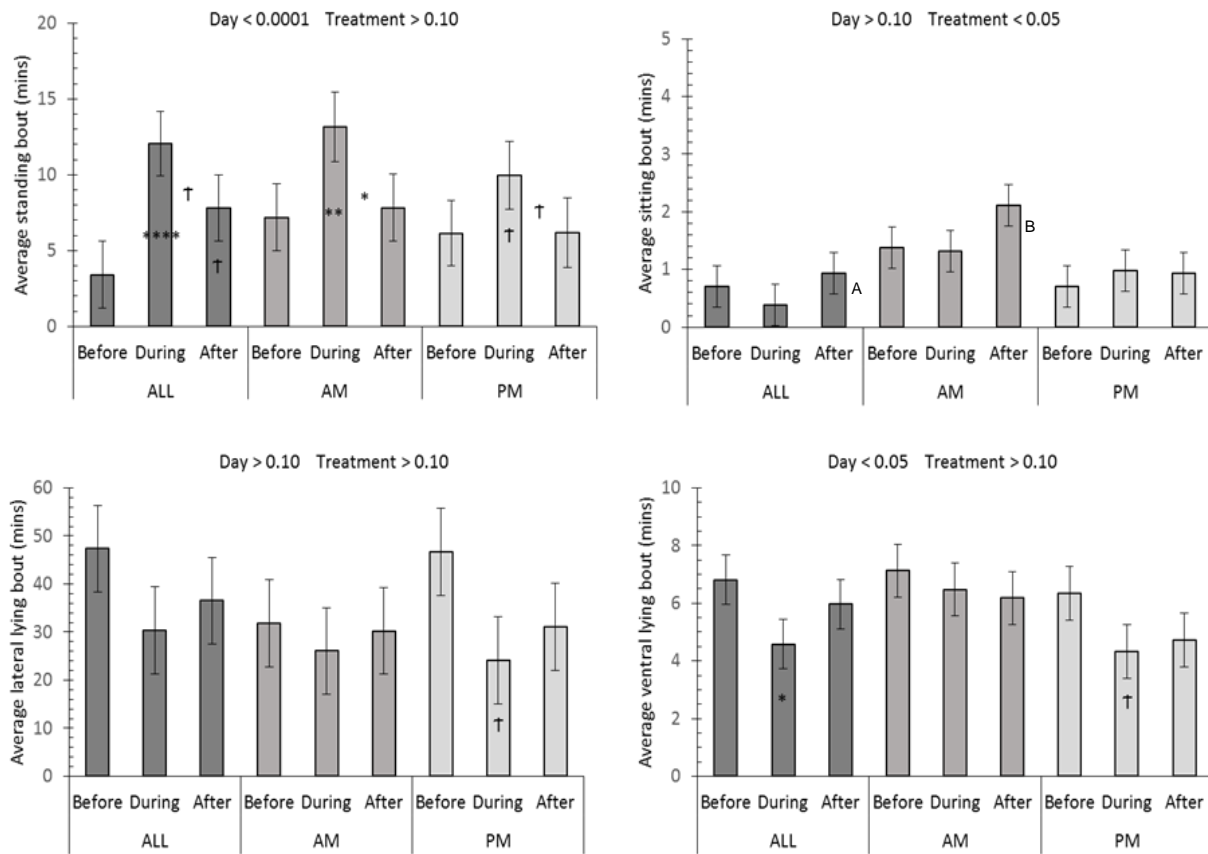 Day < 0.0001 Treatment > 0.10
Average standing bout (mins)
20
15
10
5
0
†
****
†
**
*
†
†
Before During After Before During After Before During After
ALL AM PM
Day > 0.10 Treatment < 0.05
Average sitting bout (mins)
5
4
3
2
1
0
A
B
Before During After Before During After Before During After
ALL AM PM
Day > 0.10 Treatment > 0.10
Average lateral lying bout (mins)
60
50
40
30
20
10
0
†
Before During After Before During After Before During After
ALL AM PM
Day < 0.05 Treatment > 0.10
Average ventral lying bout (mins)
10
8
6
4
2
0
*
†
Before During After Before During After Before During After
ALL AM PM